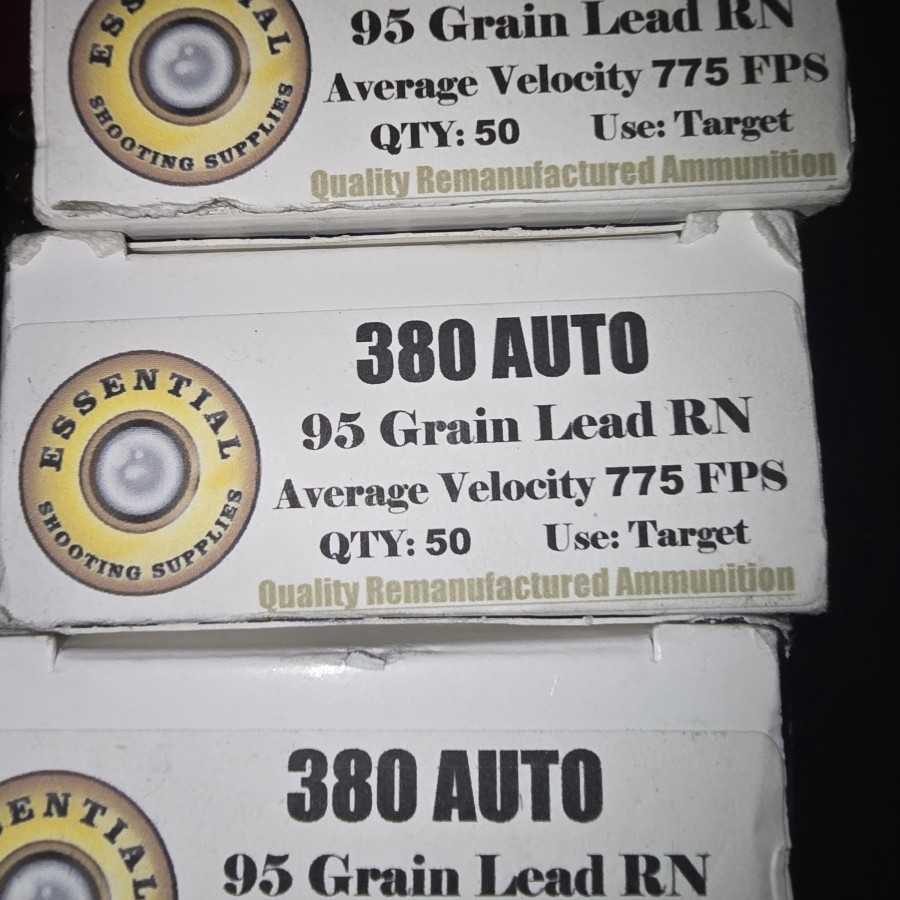 ESSENTIAL
SHOOTING SUPPLIES
95 Grain Lead RN
Average Velocity 775 FPS
QTY: 50 Use: Target
Quality Remanufactured Ammunition
380 AUTO
ESSENTIAL
SHOOTING SUPPLIES
95 Grain Lead RN
Average Velocity 775 FPS
QTY: 50 Use: Target
Quality Remanufactured Ammunition
380 AUTO
ESSENTIAL
95 Grain Lead RN